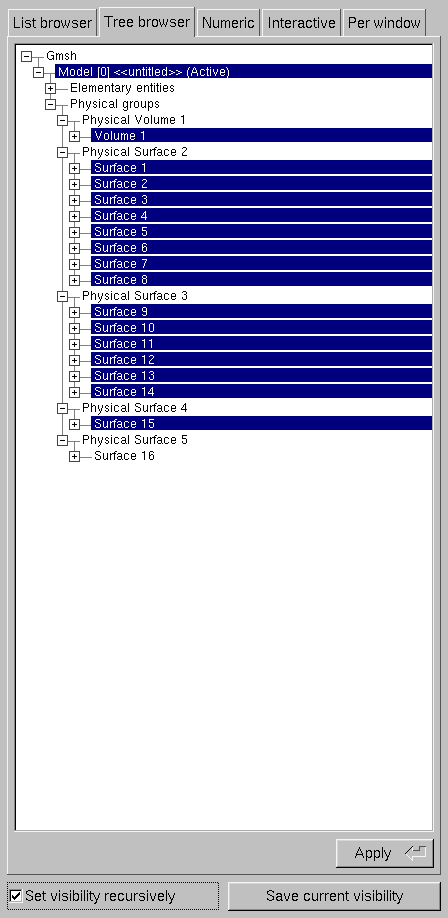 List browser Tree browser Numeric Interactive Per window
Gmsh
Model [0] <<untitled>> (Active)
Elementary entities
Physical groups
Physical Volume 1
Volume 1
Physical Surface 2
Surface 1
Surface 2
Surface 3
Surface 4
Surface 5
Surface 6
Surface 7
Surface 8
Physical Surface 3
Surface 9
Surface 10
Surface 11
Surface 12
Surface 13
Surface 14
Physical Surface 4
Surface 15
Physical Surface 5
Surface 16
Apply
Set visibility recursively Save current visibility